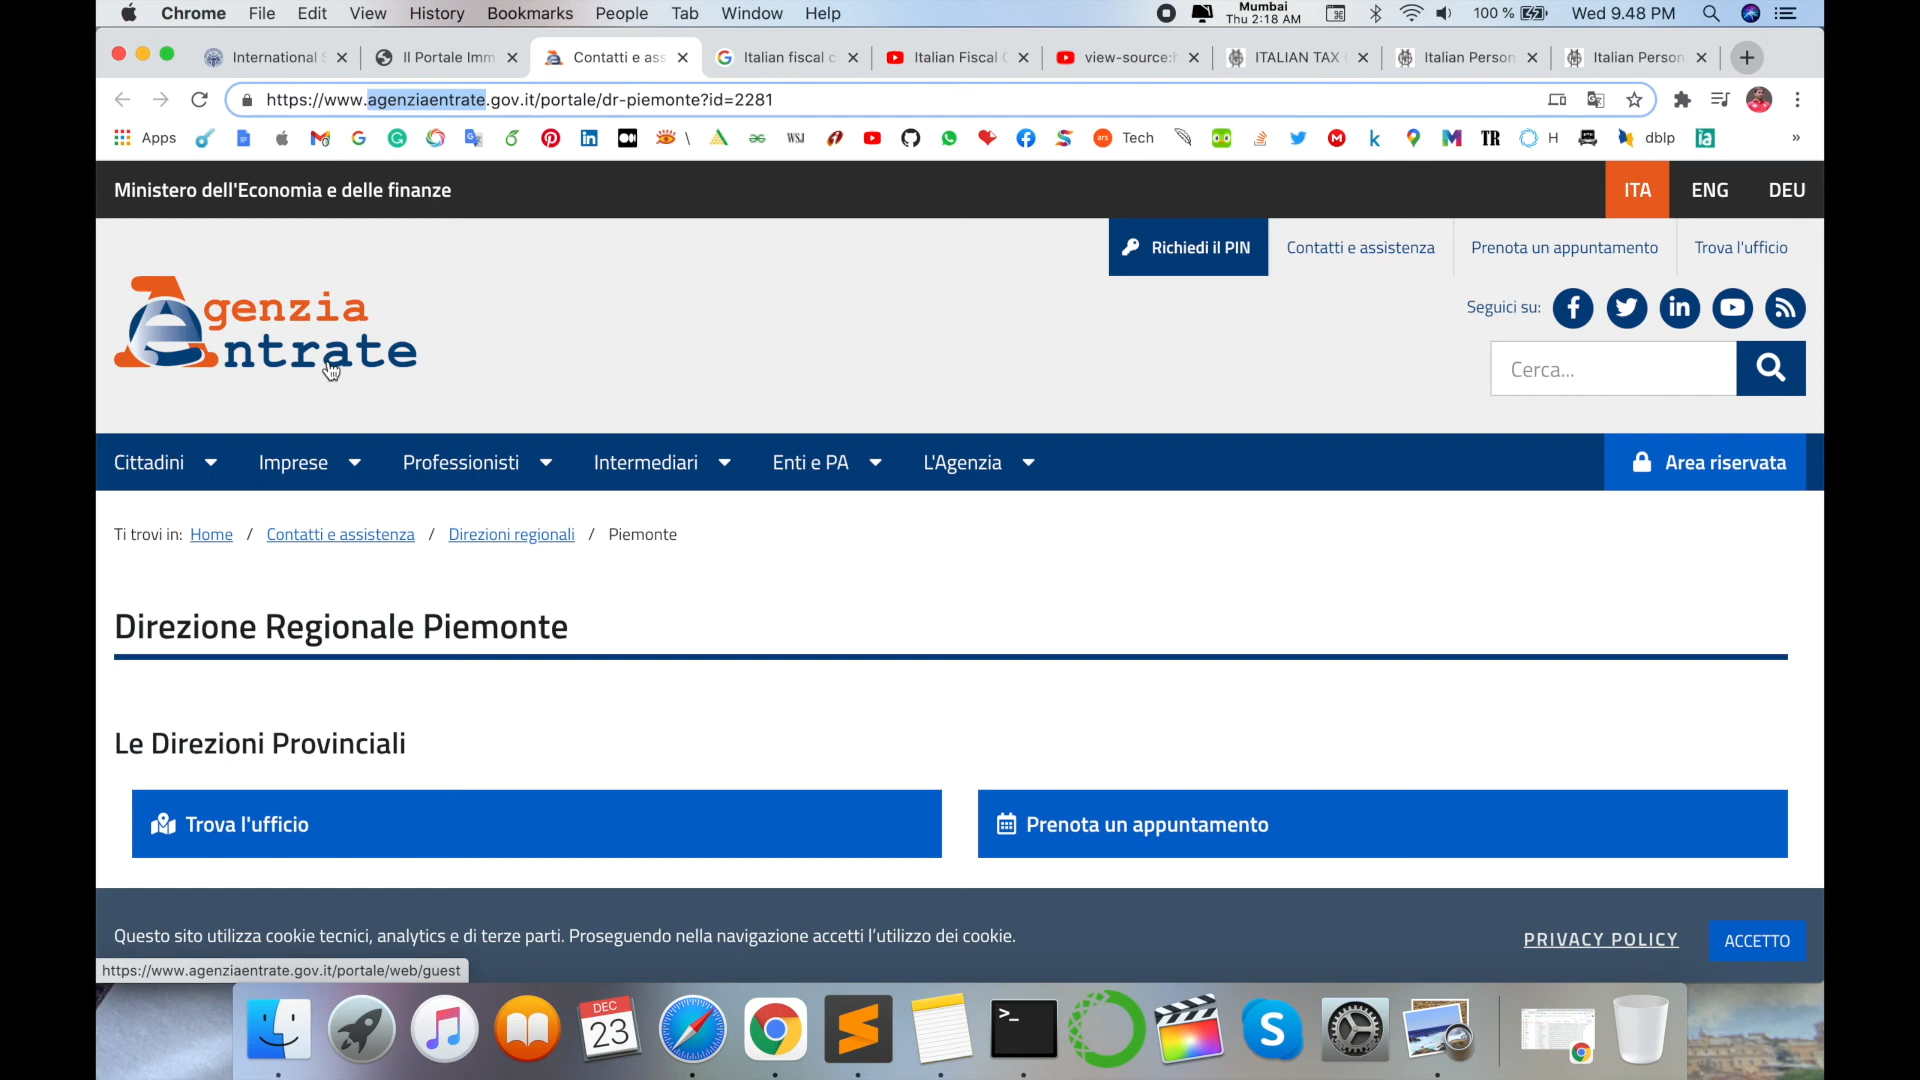 Chrome File Edit View History Bookmarks People Tab Window Help
Mumbai
Thu 2:18 AM
100 % Wed 9.48 PM
International
Il Portale Imm
Contatti e ass
Italian fiscal c
Italian Fiscal
view-source:h
ITALIAN TAX
Italian Person
Italian Person
https://www.agenziaentrate.gov.it/portale/dr-piemonte?id=2281
Apps
WSJ
ars Tech
TR
H
dblp
Ministero dell'Economia e delle finanze
ITA ENG DEU
Richiedi il PIN
Contatti e assistenza
Prenota un appuntamento
Trova l'ufficio
Agenzia
Entrate
Seguici su:
Cerca...
Cittadini Imprese Professionisti Intermediari Enti e PA L'Agenzia Area riservata
Ti trovi in: Home / Contatti e assistenza / Direzioni regionali / Piemonte
Direzione Regionale Piemonte
Le Direzioni Provinciali
Trova l'ufficio
Prenota un appuntamento
Questo sito utilizza cookie tecnici, analytics e di terze parti. Proseguendo nella navigazione accetti l’utilizzo dei cookie.
PRIVACY POLICY
ACCETTO
https://www.agenziaentrate.gov.it/portale/web/guest
DEC
23